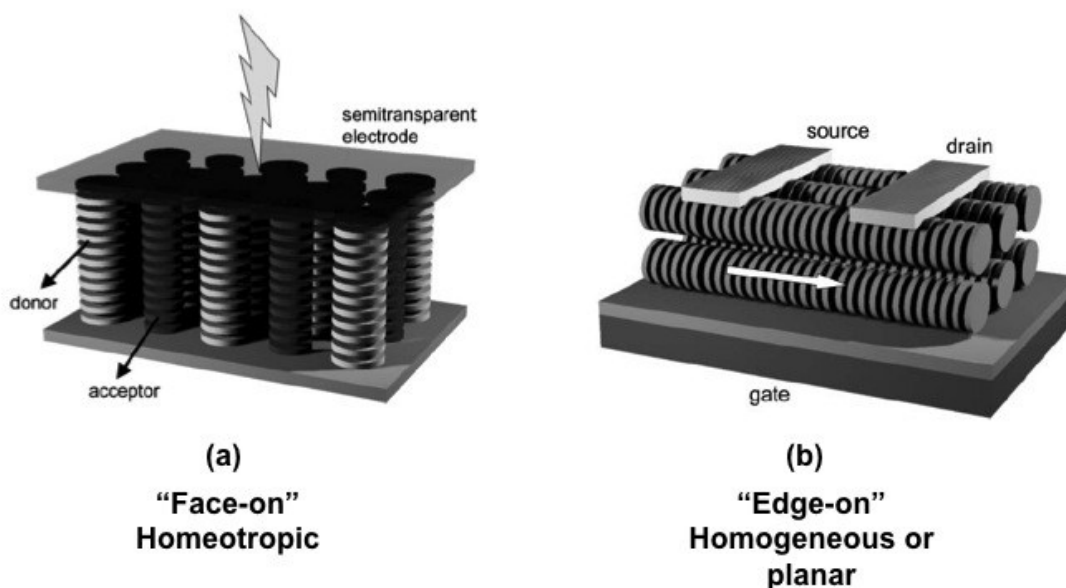 semitransparent
electrode
donor
acceptor
(a)
“Face-on”
Homeotropic
source
drain
gate
(b)
“Edge-on”
Homogeneous or
planar